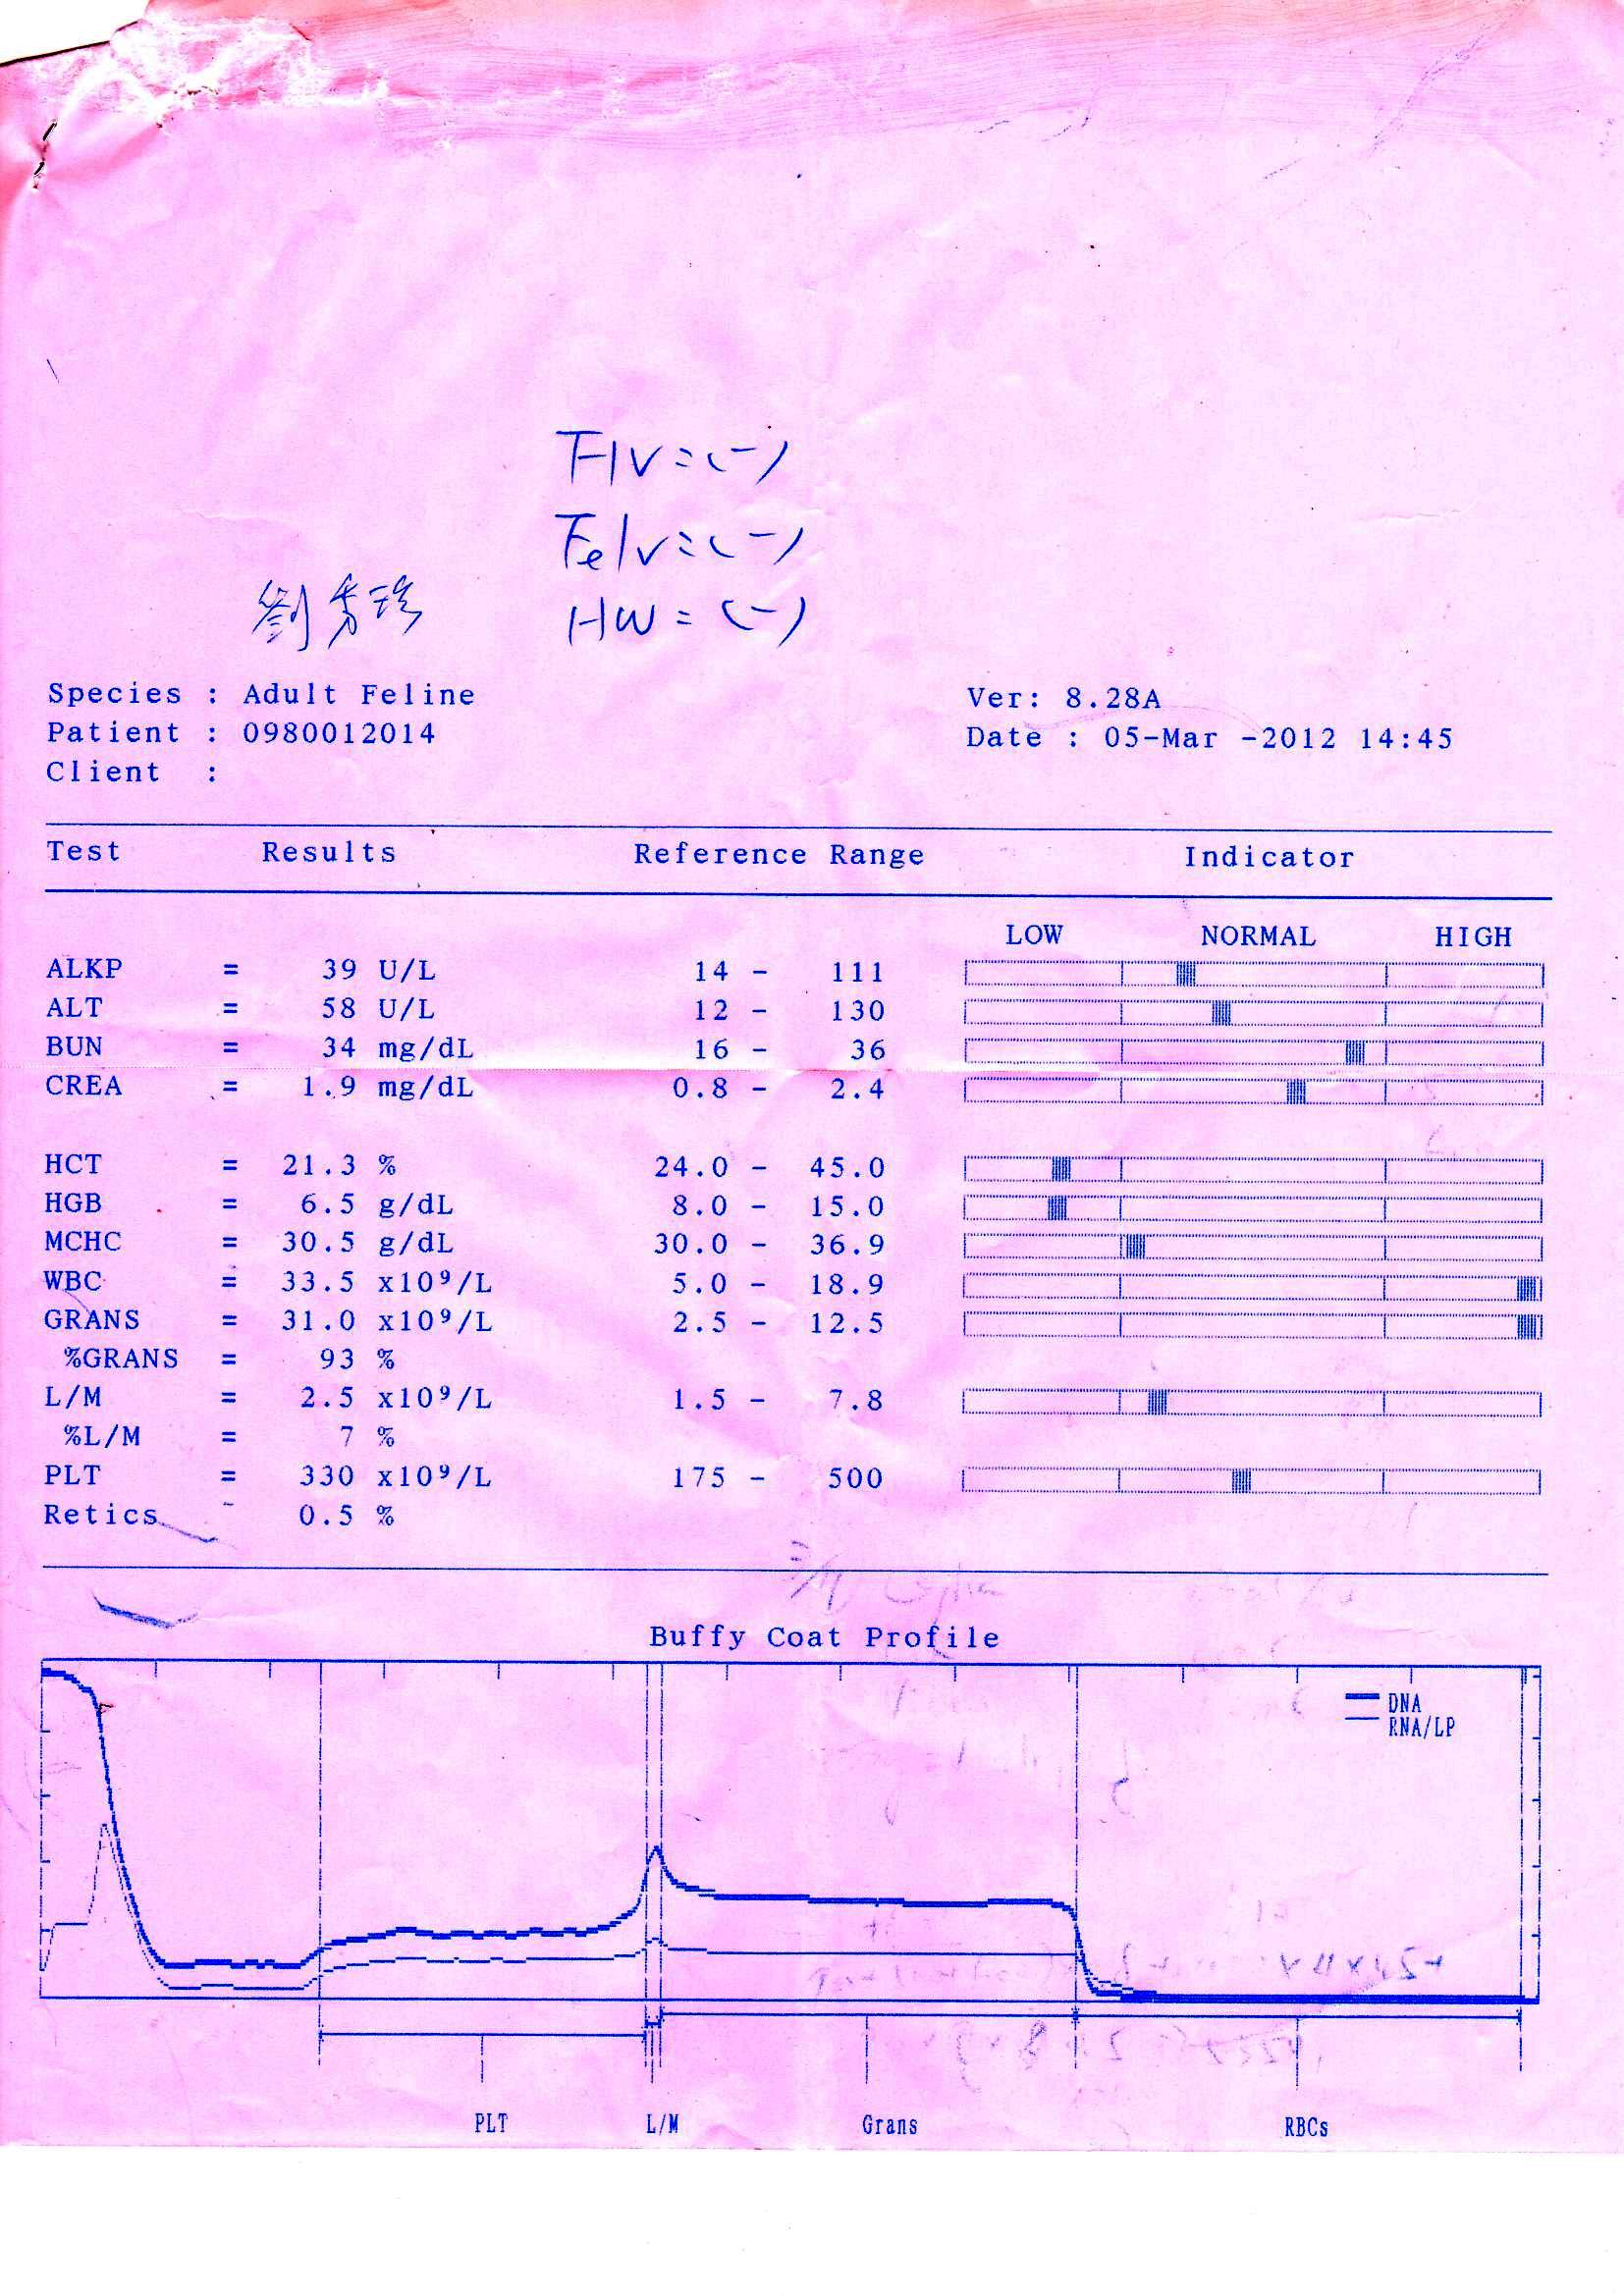 FIV = (-)
FeLV = (-)
劉秀珍 HW = (-)
Species : Adult Feline Ver: 8.28A
Patient : 0980012014 Date : 05-Mar -2012 14:45
Client :
Test Results Reference Range Indicator
LOW NORMAL HIGH
ALKP = 39 U/L 14 - 111
ALT = 58 U/L 12 - 130
BUN = 34 mg/dL 16 - 36
CREA = 1.9 mg/dL 0.8 - 2.4
HCT = 21.3 % 24.0 - 45.0
HGB = 6.5 g/dL 8.0 - 15.0
MCHC = 30.5 g/dL 30.0 - 36.9
WBC = 33.5 x10⁹/L 5.0 - 18.9
GRANS = 31.0 x10⁹/L 2.5 - 12.5
%GRANS = 93 %
L/M = 2.5 x10⁹/L 1.5 - 7.8
%L/M = 7 %
PLT = 330 x10⁹/L 175 - 500
Retics 0.5 %
Buffy Coat Profile
DNA
RNA/LP
PLT L/M Grans RBCs